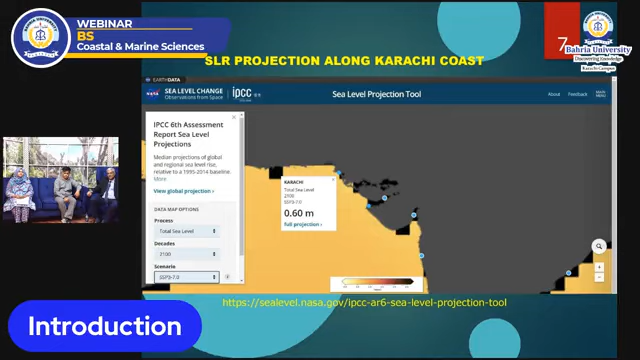 WEBINAR
BS
Coastal & Marine Sciences
7
Bahria University
Discovering Knowledge
Karachi Campus
SLR PROJECTION ALONG KARACHI COAST
EARTHDATA
NASA
SEA LEVEL CHANGE
Observations from Space
ipcc
Sea Level Projection Tool
About
Feedback
IPCC 6th Assessment
Report Sea Level
Projections
Median projections of global
and regional sea level rise,
relative to a 1995-2014 baseline.
More
View global projection ›
DATA MAP OPTIONS
Process
Total Sea Level
Decades
2100
Scenario
SSP3-7.0
KARACHI
Total Sea Level
2100
SSP3-7.0
0.60 m
full projection ›
https://sealevel.nasa.gov/ipcc-ar6-sea-level-projection-tool
Introduction